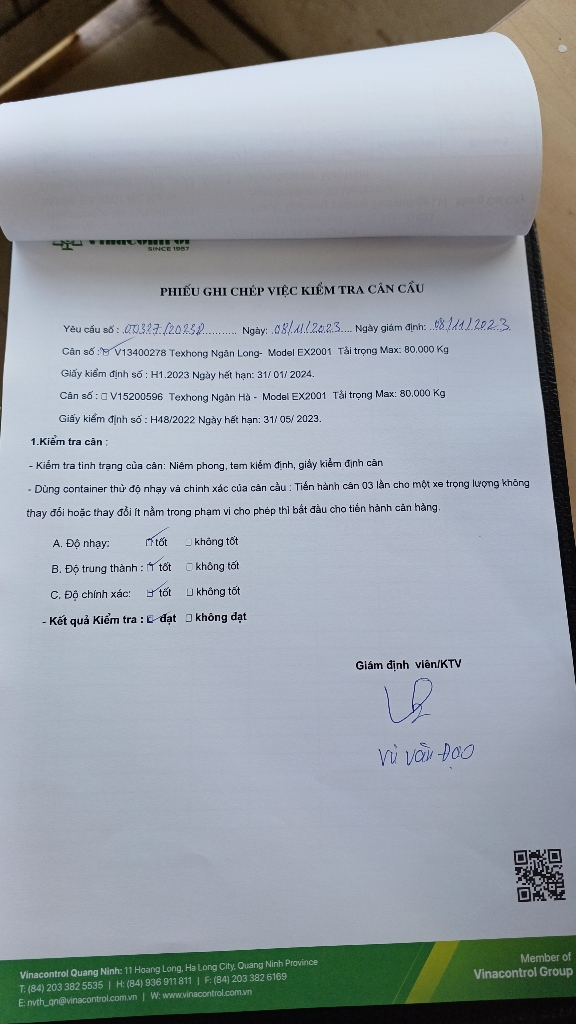 SINCE 1957
PHIẾU GHI CHÉP VIỆC KIỂM TRA CÂN CẦU
Yêu cầu số : Ngày: 08/11/2023 Ngày giám định: 08/11/2023
Cân số : ☑ V13400278 Texhong Ngân Long- Model EX2001 Tải trọng Max: 80.000 Kg
Giấy kiểm định số : H1.2023 Ngày hết hạn: 31/ 01/ 2024.
Cân số : ☐ V15200596 Texhong Ngân Hà - Model EX2001 Tải trọng Max: 80.000 Kg
Giấy kiểm định số : H48/2022 Ngày hết hạn: 31/ 05/ 2023.
1.Kiểm tra cân :
- Kiểm tra tình trạng của cân: Niêm phong, tem kiểm định, giấy kiểm định cân
- Dùng container thử độ nhạy và chính xác của cân cầu : Tiến hành cân 03 lần cho một xe trọng lượng không
thay đổi hoặc thay đổi ít nằm trong phạm vi cho phép thì bắt đầu cho tiến hành cân hàng.
A. Độ nhạy: ☑ tốt ☐ không tốt
B. Độ trung thành : ☑ tốt ☐ không tốt
C. Độ chính xác: ☑ tốt ☐ không tốt
- Kết quả Kiểm tra : ☑ đạt ☐ không đạt
Giám định viên/KTV
Vũ Văn Đạo
Vinacontrol Quang Ninh: 11 Hoang Long, Ha Long City, Quang Ninh Province
T: (84) 203 382 5535 | H: (84) 936 911 811 | F: (84) 203 382 6169
E: nvth_qn@vinacontrol.com.vn | W: www.vinacontrol.com.vn
Member of
Vinacontrol Group